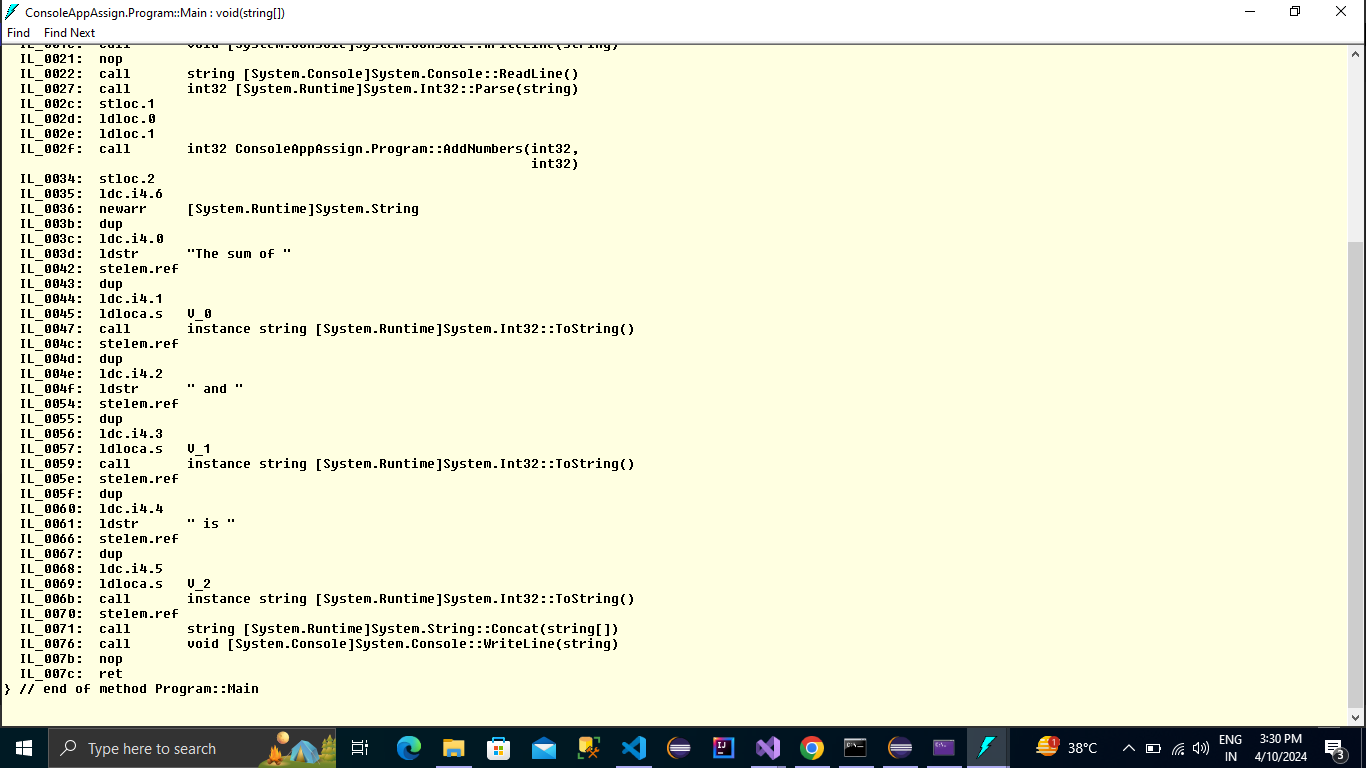 ConsoleAppAssign.Program::Main : void(string[])
Find Find Next
IL_001c: call void [System.Console]System.Console::WriteLine(string)
IL_0021: nop
IL_0022: call string [System.Console]System.Console::ReadLine()
IL_0027: call int32 [System.Runtime]System.Int32::Parse(string)
IL_002c: stloc.1
IL_002d: ldloc.0
IL_002e: ldloc.1
IL_002f: call int32 ConsoleAppAssign.Program::AddNumbers(int32,
int32)
IL_0034: stloc.2
IL_0035: ldc.i4.6
IL_0036: newarr [System.Runtime]System.String
IL_003b: dup
IL_003c: ldc.i4.0
IL_003d: ldstr "The sum of "
IL_0042: stelem.ref
IL_0043: dup
IL_0044: ldc.i4.1
IL_0045: ldloca.s V_0
IL_0047: call instance string [System.Runtime]System.Int32::ToString()
IL_004c: stelem.ref
IL_004d: dup
IL_004e: ldc.i4.2
IL_004f: ldstr " and "
IL_0054: stelem.ref
IL_0055: dup
IL_0056: ldc.i4.3
IL_0057: ldloca.s V_1
IL_0059: call instance string [System.Runtime]System.Int32::ToString()
IL_005e: stelem.ref
IL_005f: dup
IL_0060: ldc.i4.4
IL_0061: ldstr " is "
IL_0066: stelem.ref
IL_0067: dup
IL_0068: ldc.i4.5
IL_0069: ldloca.s V_2
IL_006b: call instance string [System.Runtime]System.Int32::ToString()
IL_0070: stelem.ref
IL_0071: call string [System.Runtime]System.String::Concat(string[])
IL_0076: call void [System.Console]System.Console::WriteLine(string)
IL_007b: nop
IL_007c: ret
} // end of method Program::Main
Type here to search
1
38°C
ENG
IN
3:30 PM
4/10/2024
3